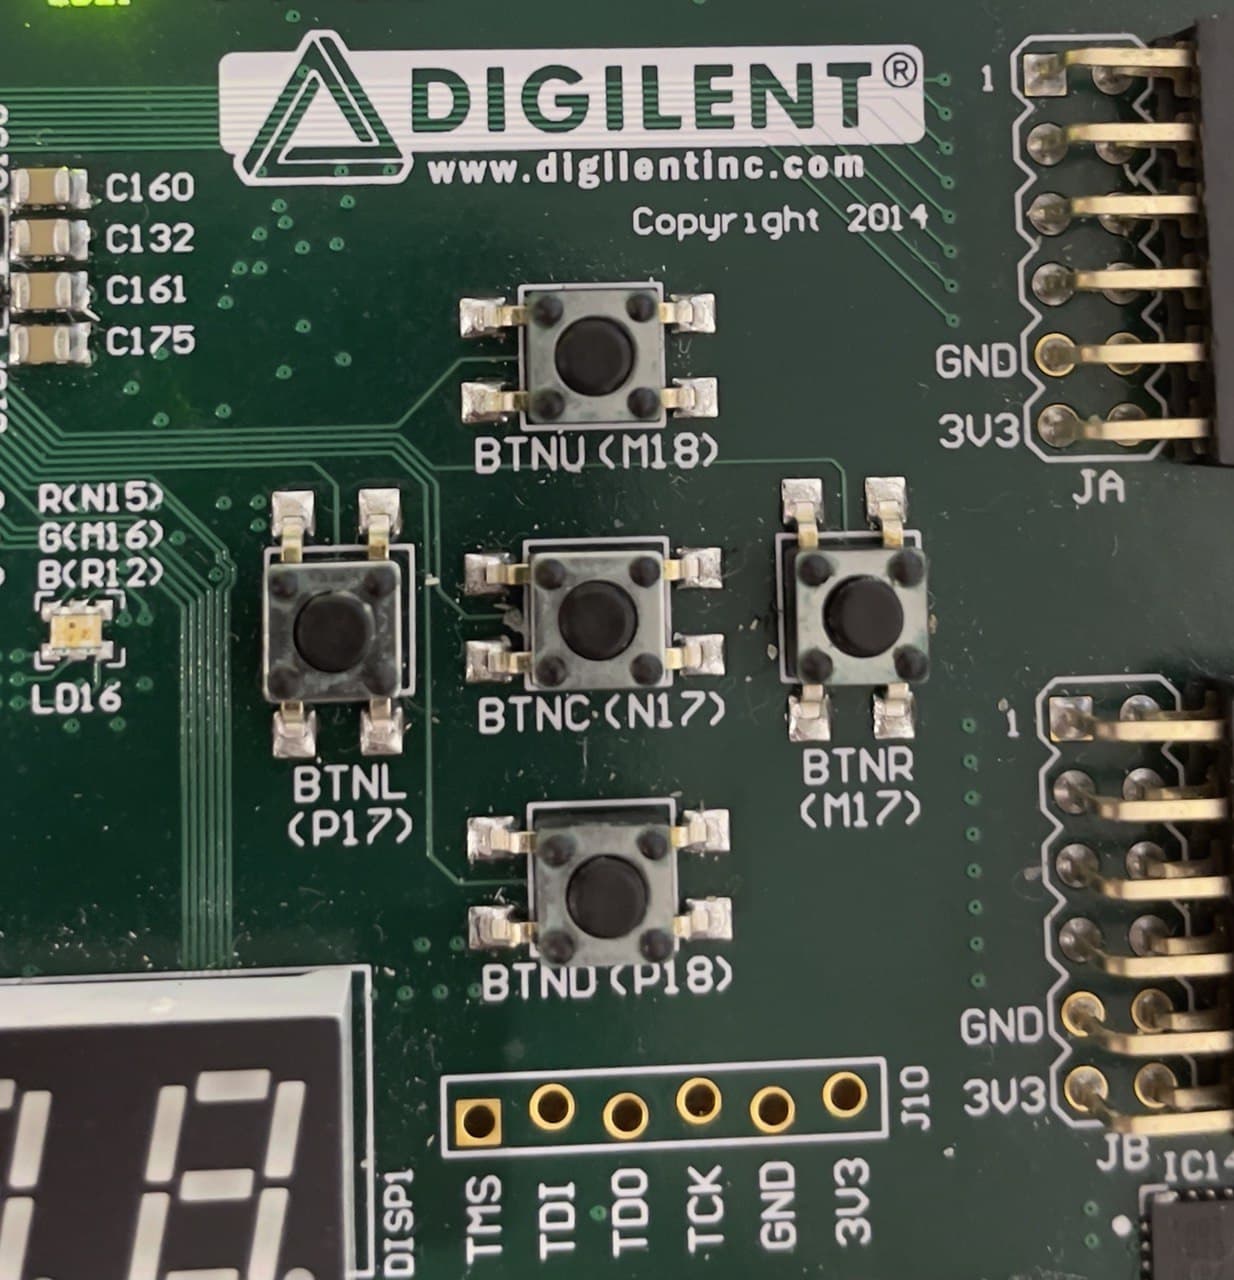 DIGILENT®
www.digilentinc.com
Copyright 2014
C160
C132
C161
C175
1
GND
3V3
JA
BTNU(M18)
R(N15)
G(M16)
B(R12)
LD16
BTNC(N17)
BTNL
(P17)
BTNR
(M17)
BTND(P18)
1
GND
3V3
JB
IC14
J10
TMS
TDI
TDO
TCK
GND
3V3
DISP1